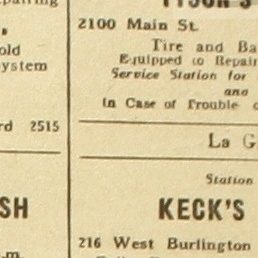 2100 Main St.
old
Tire and Ba
ystem
Equipped to Repair
Service Station for
and
In Case of Trouble
rd 2515
La G
Station
SH
KECK'S
216 West Burlington